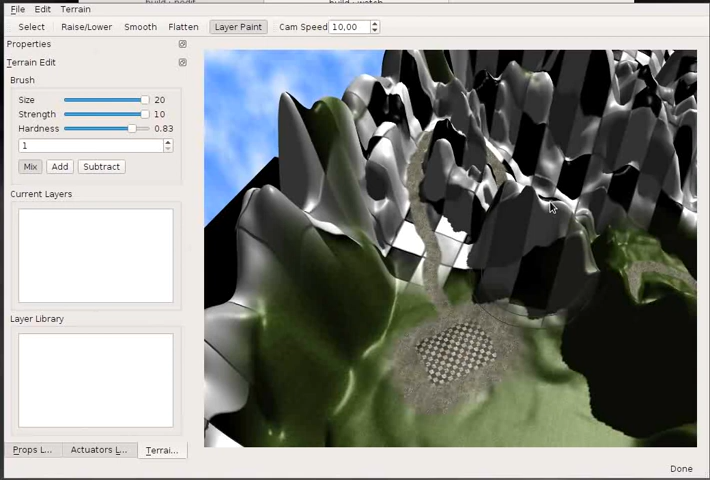 File Edit Terrain
Select Raise/Lower Smooth Flatten Layer Paint Cam Speed 10.00
Properties
Terrain Edit
Brush
Size 20
Strength 10
Hardness 0.83
1
Mix Add Subtract
Current Layers
Layer Library
Props L... Actuators L... Terrai...
Done